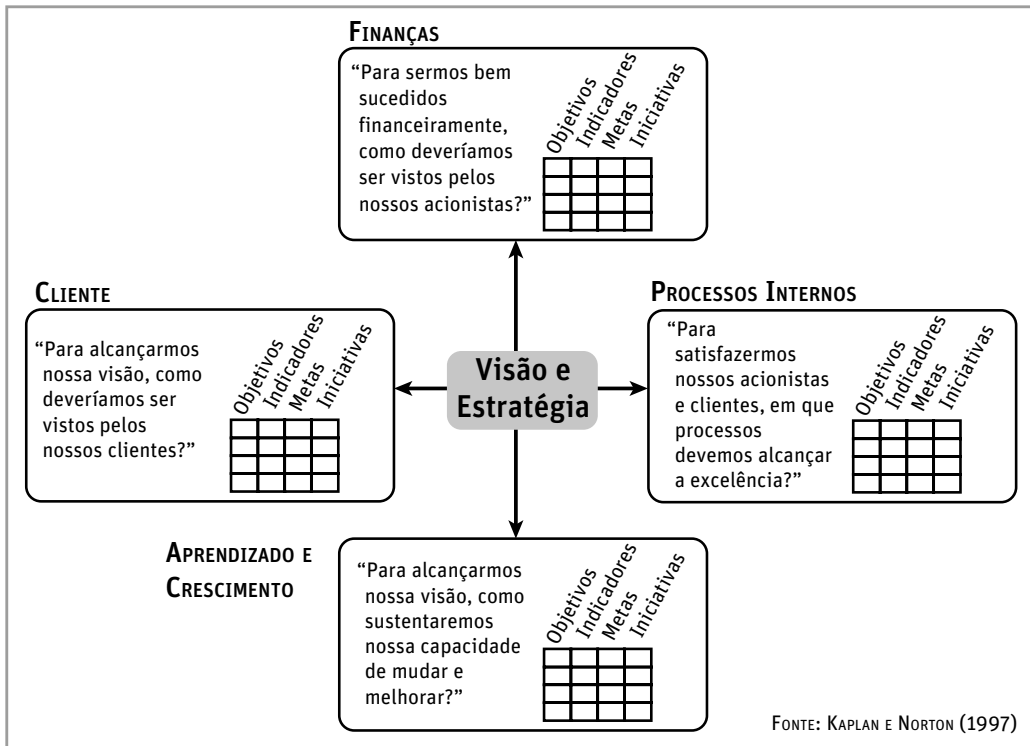 FINANÇAS
“Para sermos bem
sucedidos
financeiramente,
como deveríamos
ser vistos pelos
nossos acionistas?”
Objetivos
Indicadores
Metas
Iniciativas
CLIENTE
“Para alcançarmos
nossa visão, como
deveríamos ser
vistos pelos
nossos clientes?”
Objetivos
Indicadores
Metas
Iniciativas
Visão e
Estratégia
PROCESSOS INTERNOS
“Para
satisfazermos
nossos acionistas
e clientes, em que
processos
devemos alcançar
a excelência?”
Objetivos
Indicadores
Metas
Iniciativas
APRENDIZADO E
CRESCIMENTO
“Para alcançarmos
nossa visão, como
sustentaremos
nossa capacidade
de mudar e
melhorar?”
Objetivos
Indicadores
Metas
Iniciativas
FONTE: KAPLAN E NORTON (1997)